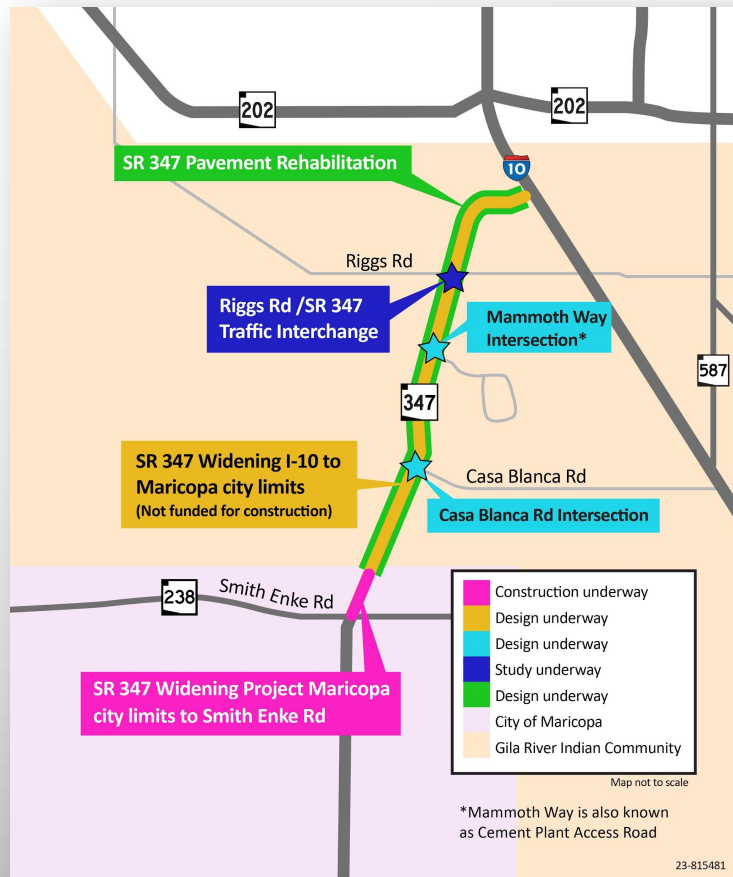 202
202
SR 347 Pavement Rehabilitation
10
Riggs Rd
Riggs Rd /SR 347
Traffic Interchange
Mammoth Way
Intersection*
587
347
SR 347 Widening I-10 to
Maricopa city limits
(Not funded for construction)
Casa Blanca Rd
Casa Blanca Rd Intersection
238
Smith Enke Rd
SR 347 Widening Project Maricopa
city limits to Smith Enke Rd
Construction underway
Design underway
Design underway
Study underway
Design underway
City of Maricopa
Gila River Indian Community
Map not to scale
*Mammoth Way is also known
as Cement Plant Access Road
23-815481